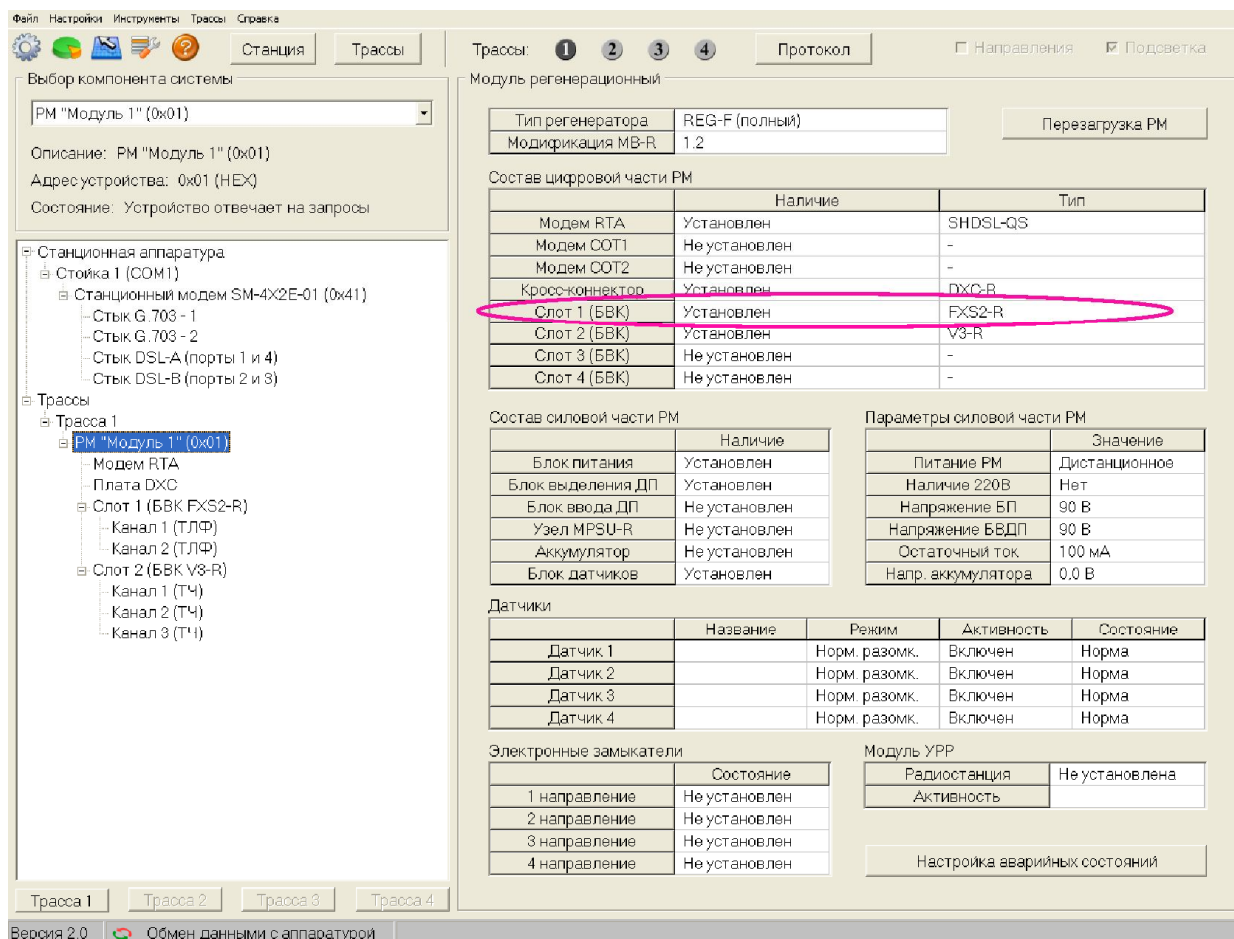 Файл Настройки Инструменты Трассы Справка
Станция Трассы Трассы: 1 2 3 4 Протокол Направления Подсветка
Выбор компонента системы
РМ "Модуль 1" (0x01)
Описание: РМ "Модуль 1" (0x01)
Адрес устройства: 0x01 (HEX)
Состояние: Устройство отвечает на запросы
Станционная аппаратура
Стойка 1 (COM1)
Станционный модем SM-4X2E-01 (0x41)
Стык G.703 - 1
Стык G.703 - 2
Стык DSL-A (порты 1 и 4)
Стык DSL-B (порты 2 и 3)
Трассы
Трасса 1
РМ "Модуль 1" (0x01)
Модем RTA
Плата DXC
Слот 1 (БВК FXS2-R)
Канал 1 (ТЛФ)
Канал 2 (ТЛФ)
Слот 2 (БВК V3-R)
Канал 1 (ТЧ)
Канал 2 (ТЧ)
Канал 3 (ТЧ)
Трасса 1 Трасса 2 Трасса 3 Трасса 4
Модуль регенерационный
Тип регенератора REG-F (полный)
Модификация MB-R 1.2
Перезагрузка РМ
Состав цифровой части РМ
Наличие Тип
Модем RTA Установлен SHDSL-QS
Модем COT1 Не установлен -
Модем COT2 Не установлен -
Кросс-коннектор Установлен DXC-R
Слот 1 (БВК) Установлен FXS2-R
Слот 2 (БВК) Установлен V3-R
Слот 3 (БВК) Не установлен -
Слот 4 (БВК) Не установлен -
Состав силовой части РМ
Наличие
Блок питания Установлен
Блок выделения ДП Установлен
Блок ввода ДП Не установлен
Узел MPSU-R Не установлен
Аккумулятор Не установлен
Блок датчиков Установлен
Параметры силовой части РМ
Значение
Питание РМ Дистанционное
Наличие 220В Нет
Напряжение БП 90 В
Напряжение БВДП 90 В
Остаточный ток 100 мА
Напр. аккумулятора 0.0 В
Датчики
Название Режим Активность Состояние
Датчик 1 Норм. разомк. Включен Норма
Датчик 2 Норм. разомк. Включен Норма
Датчик 3 Норм. разомк. Включен Норма
Датчик 4 Норм. разомк. Включен Норма
Электронные замыкатели
Состояние
1 направление Не установлен
2 направление Не установлен
3 направление Не установлен
4 направление Не установлен
Модуль УРР
Радиостанция Не установлена
Активность
Настройка аварийных состояний
Версия 2.0 Обмен данными с аппаратурой